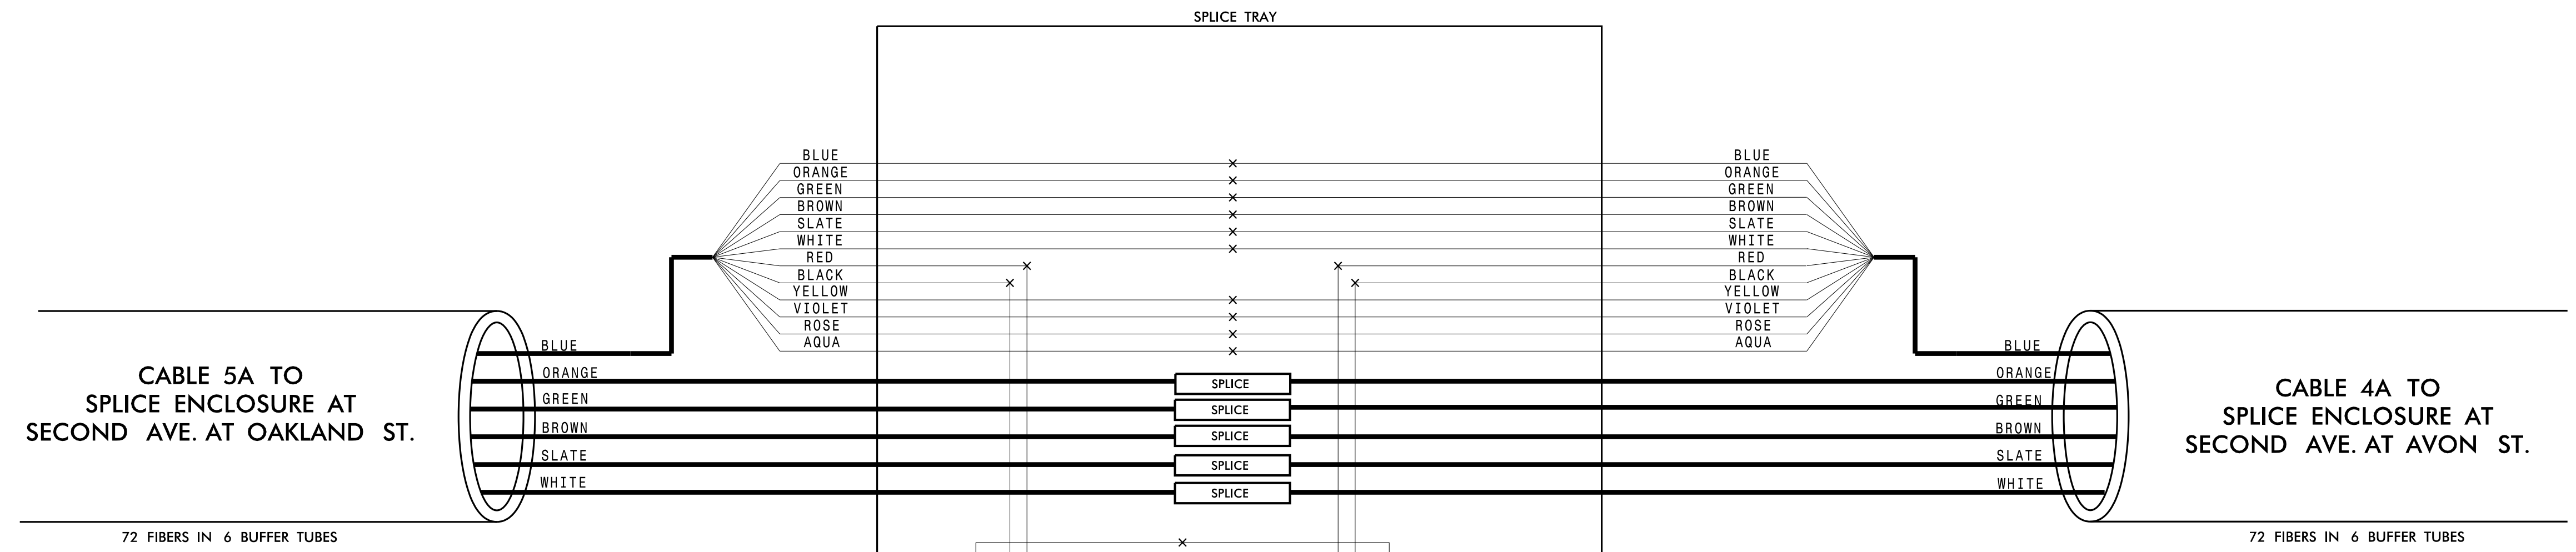 SPLICE TRAY
BLUE
ORANGE
GREEN
BROWN
SLATE
WHITE
RED
BLACK
YELLOW
VIOLET
ROSE
AQUA
BLUE
ORANGE
GREEN
BROWN
SLATE
WHITE
RED
BLACK
YELLOW
VIOLET
ROSE
AQUA
CABLE 5A TO
SPLICE ENCLOSURE AT
SECOND AVE. AT OAKLAND ST.
72 FIBERS IN 6 BUFFER TUBES
BLUE
ORANGE
GREEN
BROWN
SLATE
WHITE
SPLICE
SPLICE
SPLICE
SPLICE
SPLICE
BLUE
ORANGE
GREEN
BROWN
SLATE
WHITE
CABLE 4A TO
SPLICE ENCLOSURE AT
SECOND AVE. AT AVON ST.
72 FIBERS IN 6 BUFFER TUBES